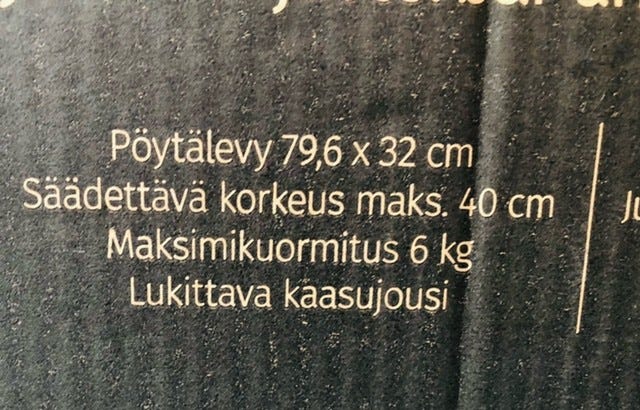 Pöytälevy 79,6 x 32 cm
Säädettävä korkeus maks. 40 cm
Maksimikuormitus 6 kg
Lukittava kaasujousi